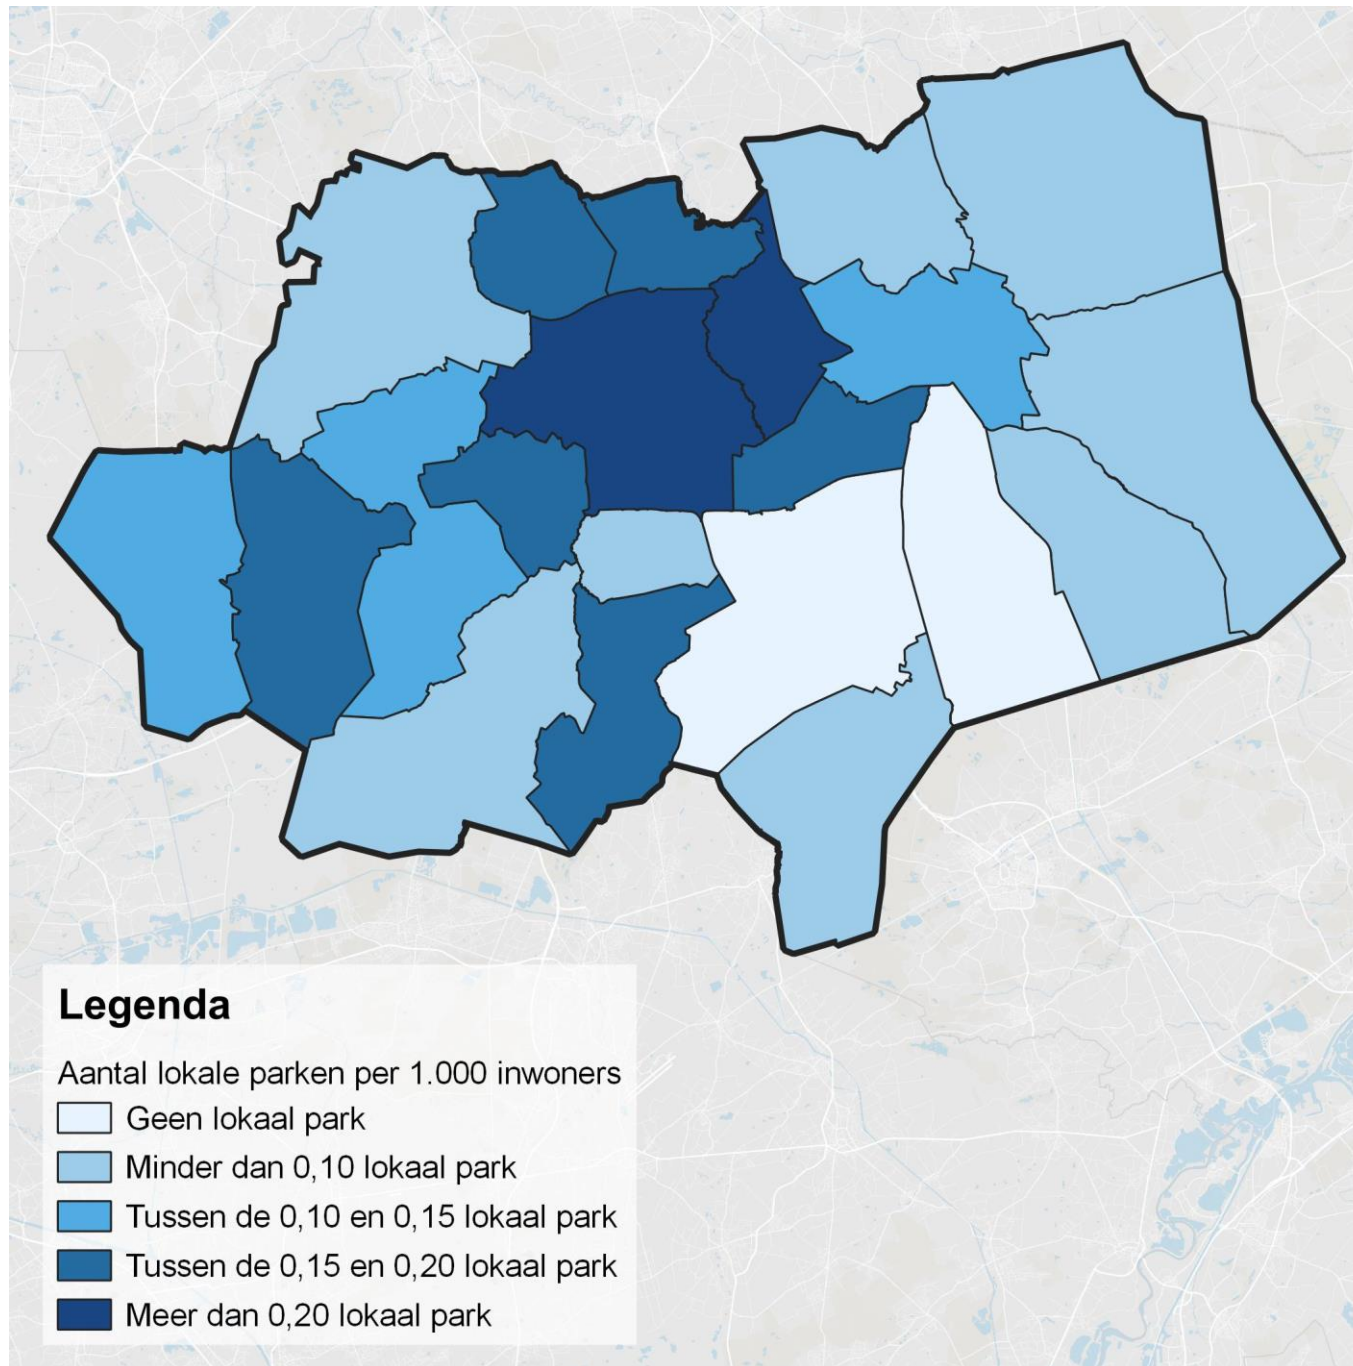 Legenda
Aantal lokale parken per 1.000 inwoners
Geen lokaal park
Minder dan 0,10 lokaal park
Tussen de 0,10 en 0,15 lokaal park
Tussen de 0,15 en 0,20 lokaal park
Meer dan 0,20 lokaal park